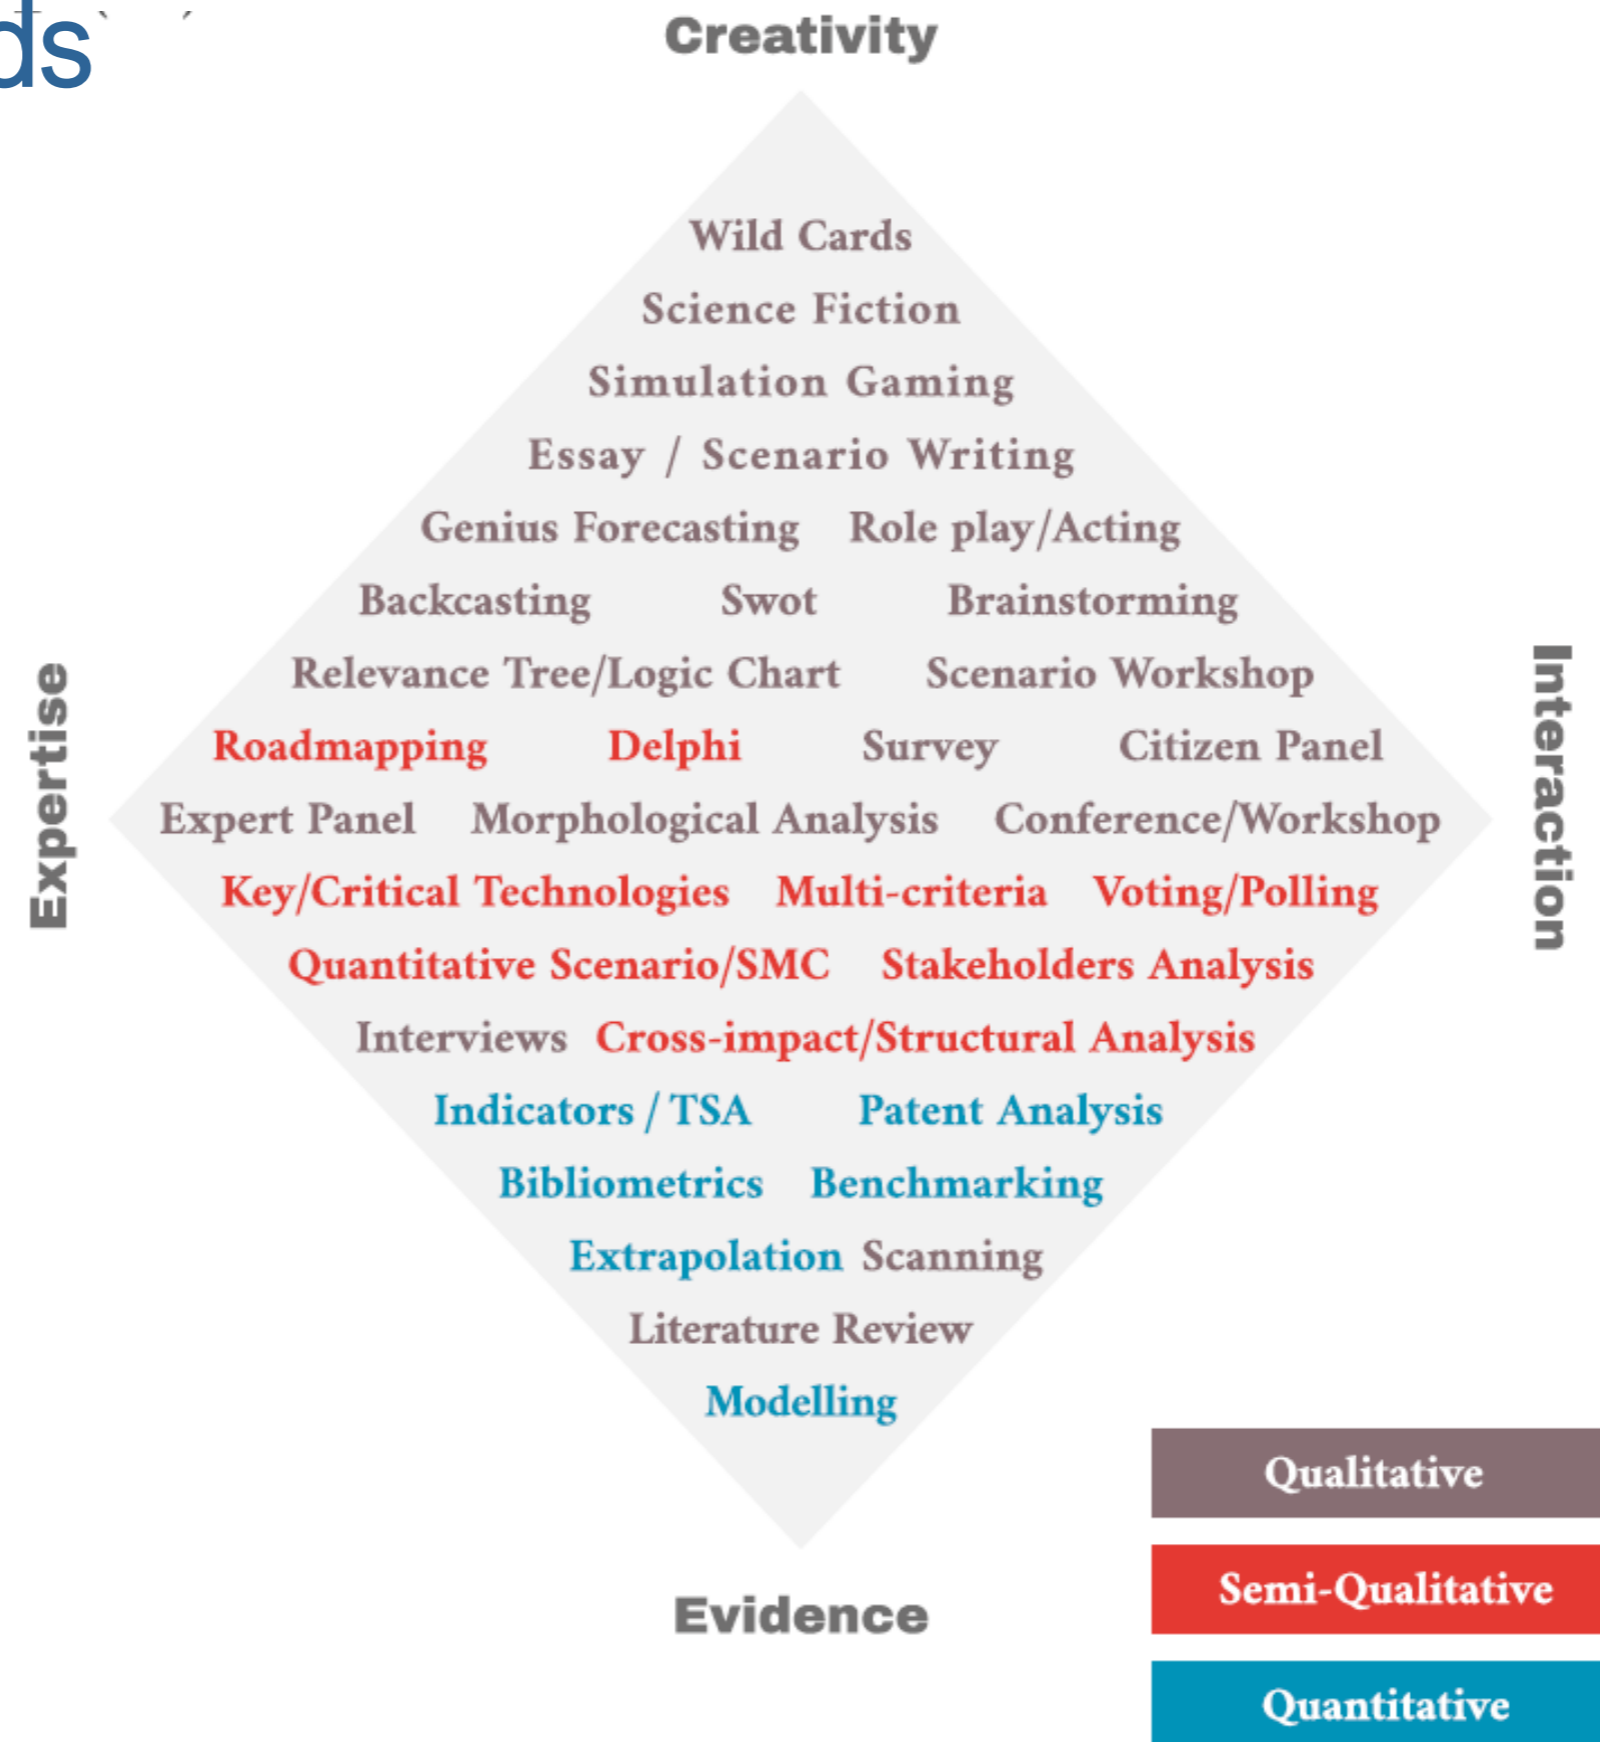 ds
Creativity
Wild Cards
Science Fiction
Simulation Gaming
Essay / Scenario Writing
Genius Forecasting Role play/Acting
Backcasting Swot Brainstorming
Relevance Tree/Logic Chart Scenario Workshop
Roadmapping Delphi Survey Citizen Panel
Expertise
Interaction
Expert Panel Morphological Analysis Conference/Workshop
Key/Critical Technologies Multi-criteria Voting/Polling
Quantitative Scenario/SMC Stakeholders Analysis
Interviews Cross-impact/Structural Analysis
Indicators / TSA Patent Analysis
Bibliometrics Benchmarking
Extrapolation Scanning
Literature Review
Modelling
Evidence
Qualitative
Semi-Qualitative
Quantitative